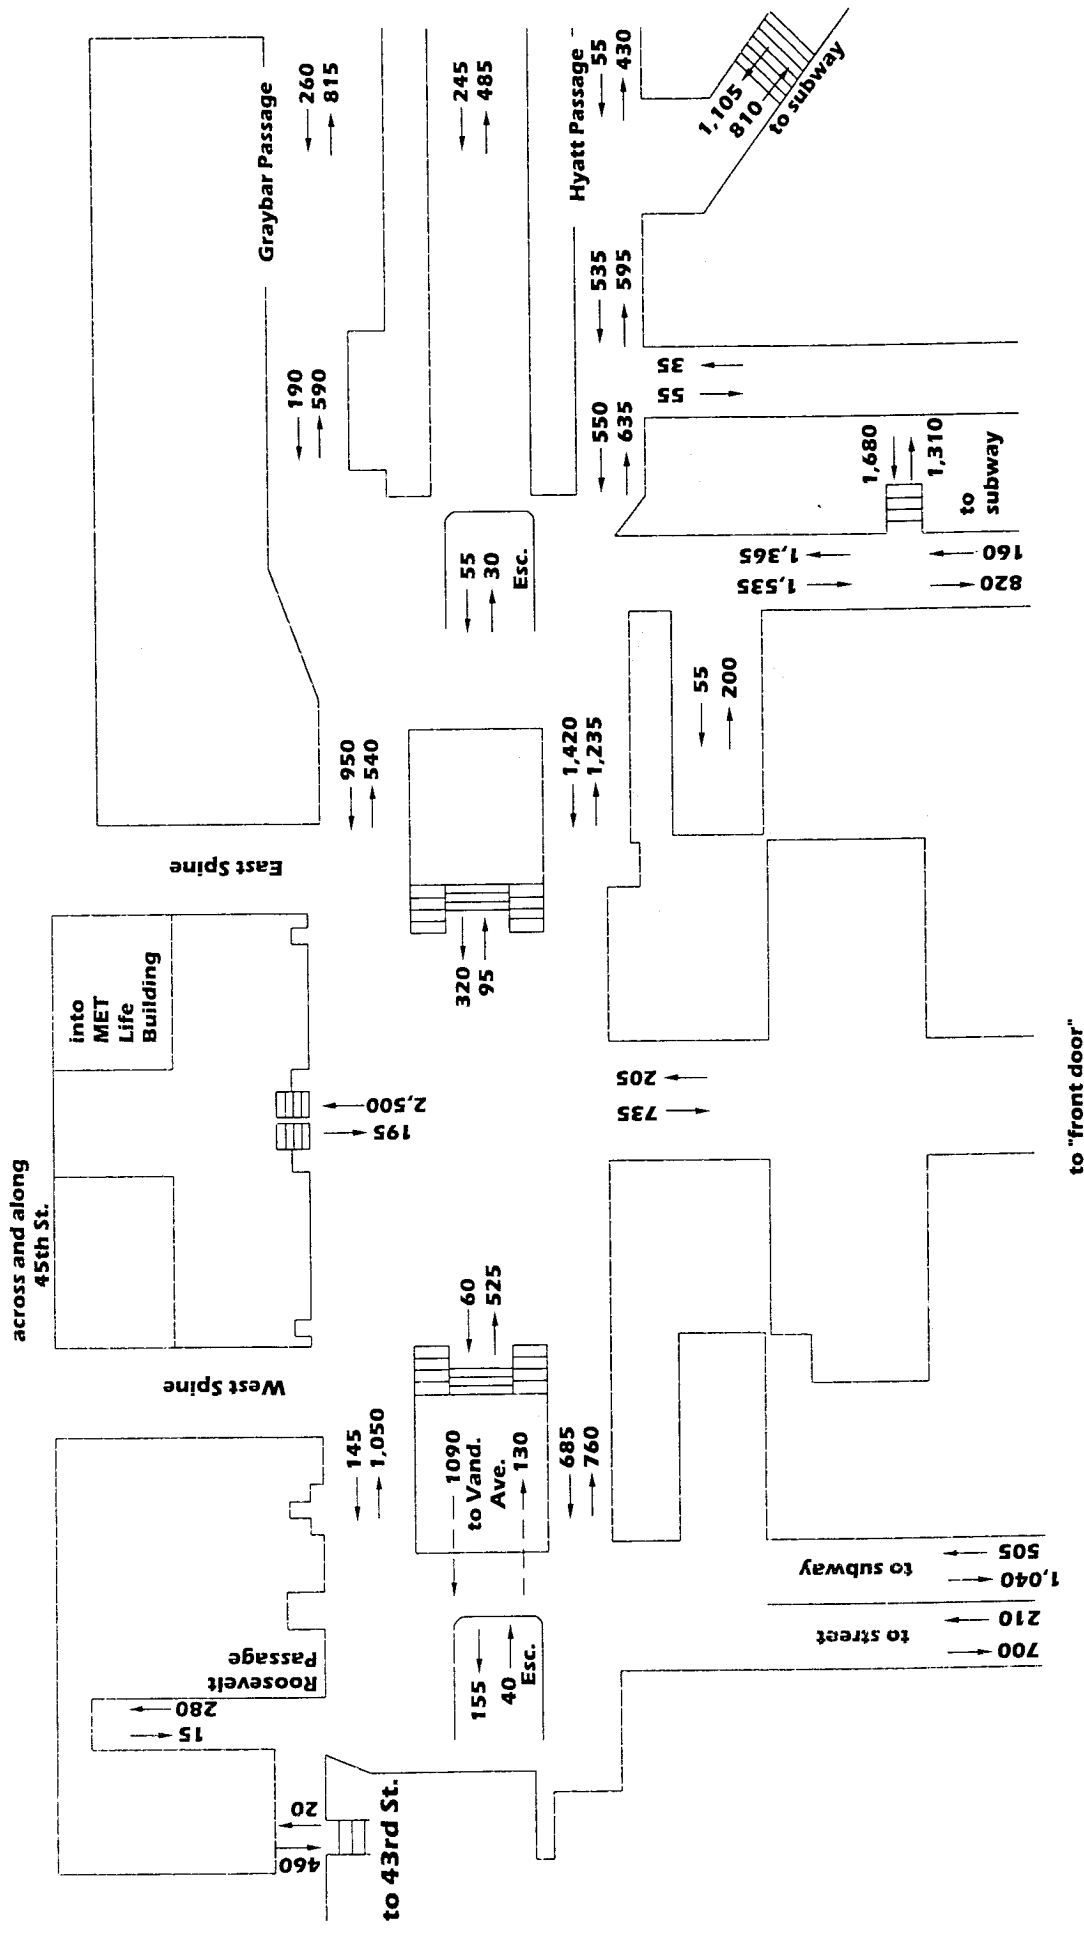 across and along
45th St.
into
MET
Life
Building
West Spine
East Spine
Graybar Passage
Hyatt Passage
260
815
245
485
55
430
1,105
810
to subway
190
590
535
595
550
635
35
55
1,680
1,310
to
subway
1,365
1,535
160
820
55
30
Esc.
55
200
950
540
1,420
1,235
320
95
2,500
195
205
735
to "front door"
60
525
145
1,050
1090
to Vand.
Ave.
130
685
760
Roosevelt
Passage
280
15
155
40
Esc.
20
460
to 43rd St.
to subway
505
1,040
to street
210
700